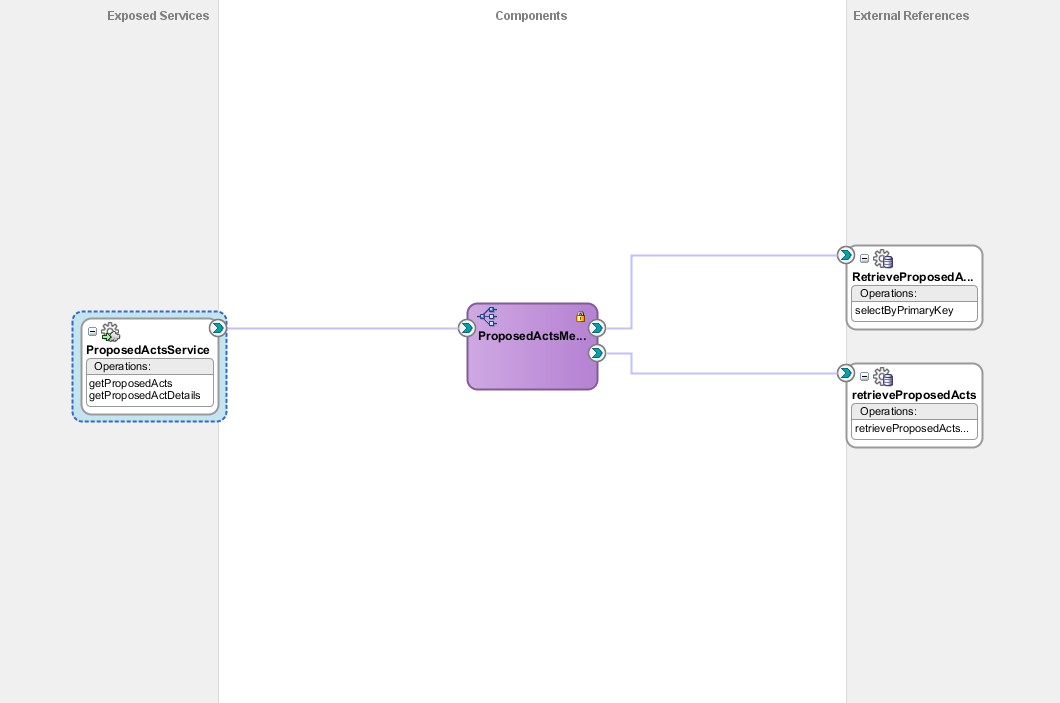 Exposed Services
Components
External References
ProposedActsService
Operations:
getProposedActs
getProposedActDetails
ProposedActsMe...
RetrieveProposedA...
Operations:
selectByPrimaryKey
retrieveProposedActs
Operations:
retrieveProposedActs...